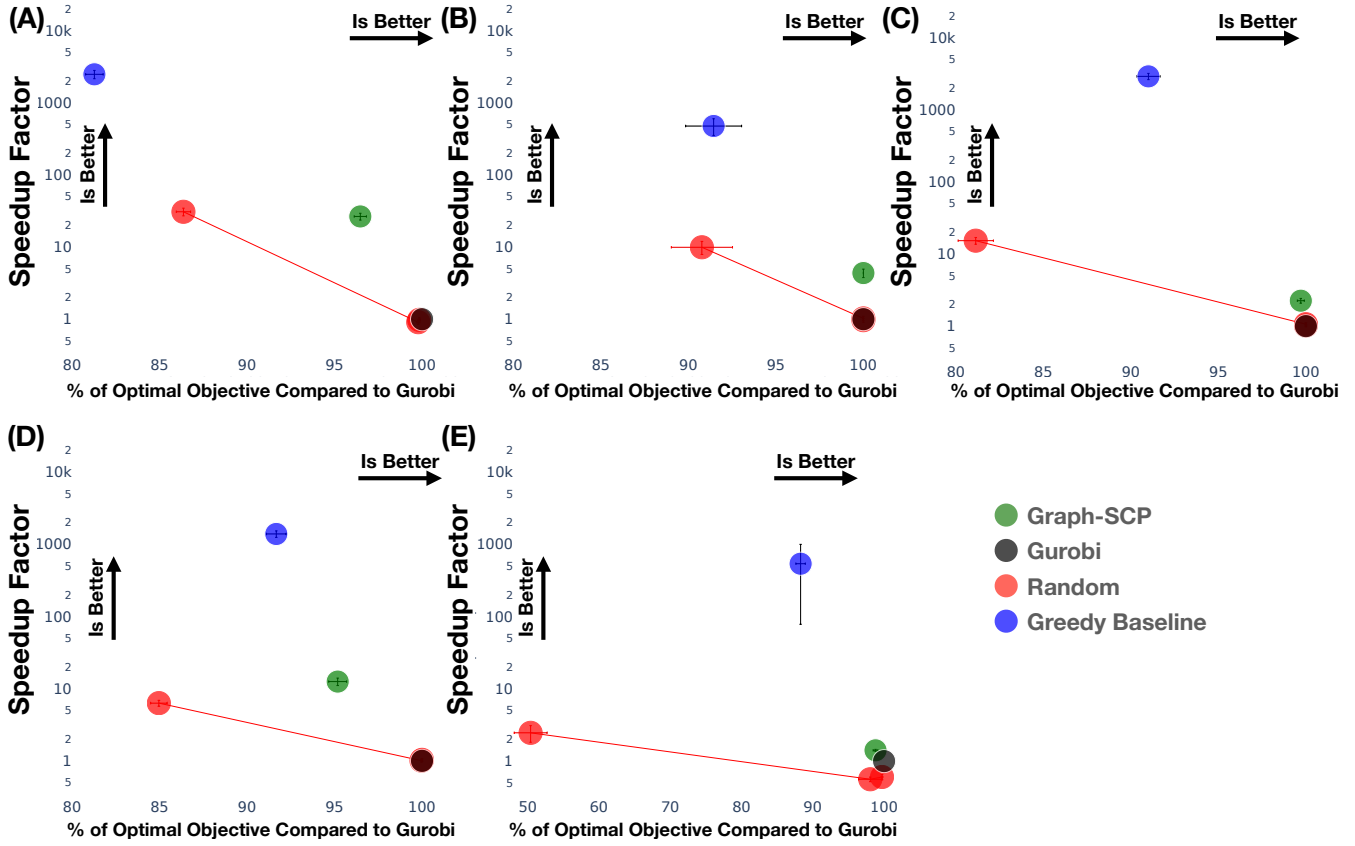 (A)
Is Better
2
10k
5
2
1000
5
2
100
5
2
10
5
2
1
5
Speedup Factor
Is Better
80 85 90 95 100
% of Optimal Objective Compared to Gurobi
(B)
Is Better
2
10k
5
2
1000
5
2
100
5
2
10
5
2
1
5
Speedup Factor
Is Better
80 85 90 95 100
% of Optimal Objective Compared to Gurobi
(C)
Is Better
2
10k
5
2
1000
5
2
100
5
2
10
5
2
1
5
Speedup Factor
Is Better
80 85 90 95 100
% of Optimal Objective Compared to Gurobi
(D)
Is Better
2
10k
5
2
1000
5
2
100
5
2
10
5
2
1
5
Speedup Factor
Is Better
80 85 90 95 100
% of Optimal Objective Compared to Gurobi
(E)
Is Better
2
10k
5
2
1000
5
2
100
5
2
10
5
2
1
5
Speedup Factor
Is Better
50 60 70 80 90 100
% of Optimal Objective Compared to Gurobi
Graph-SCP
Gurobi
Random
Greedy Baseline